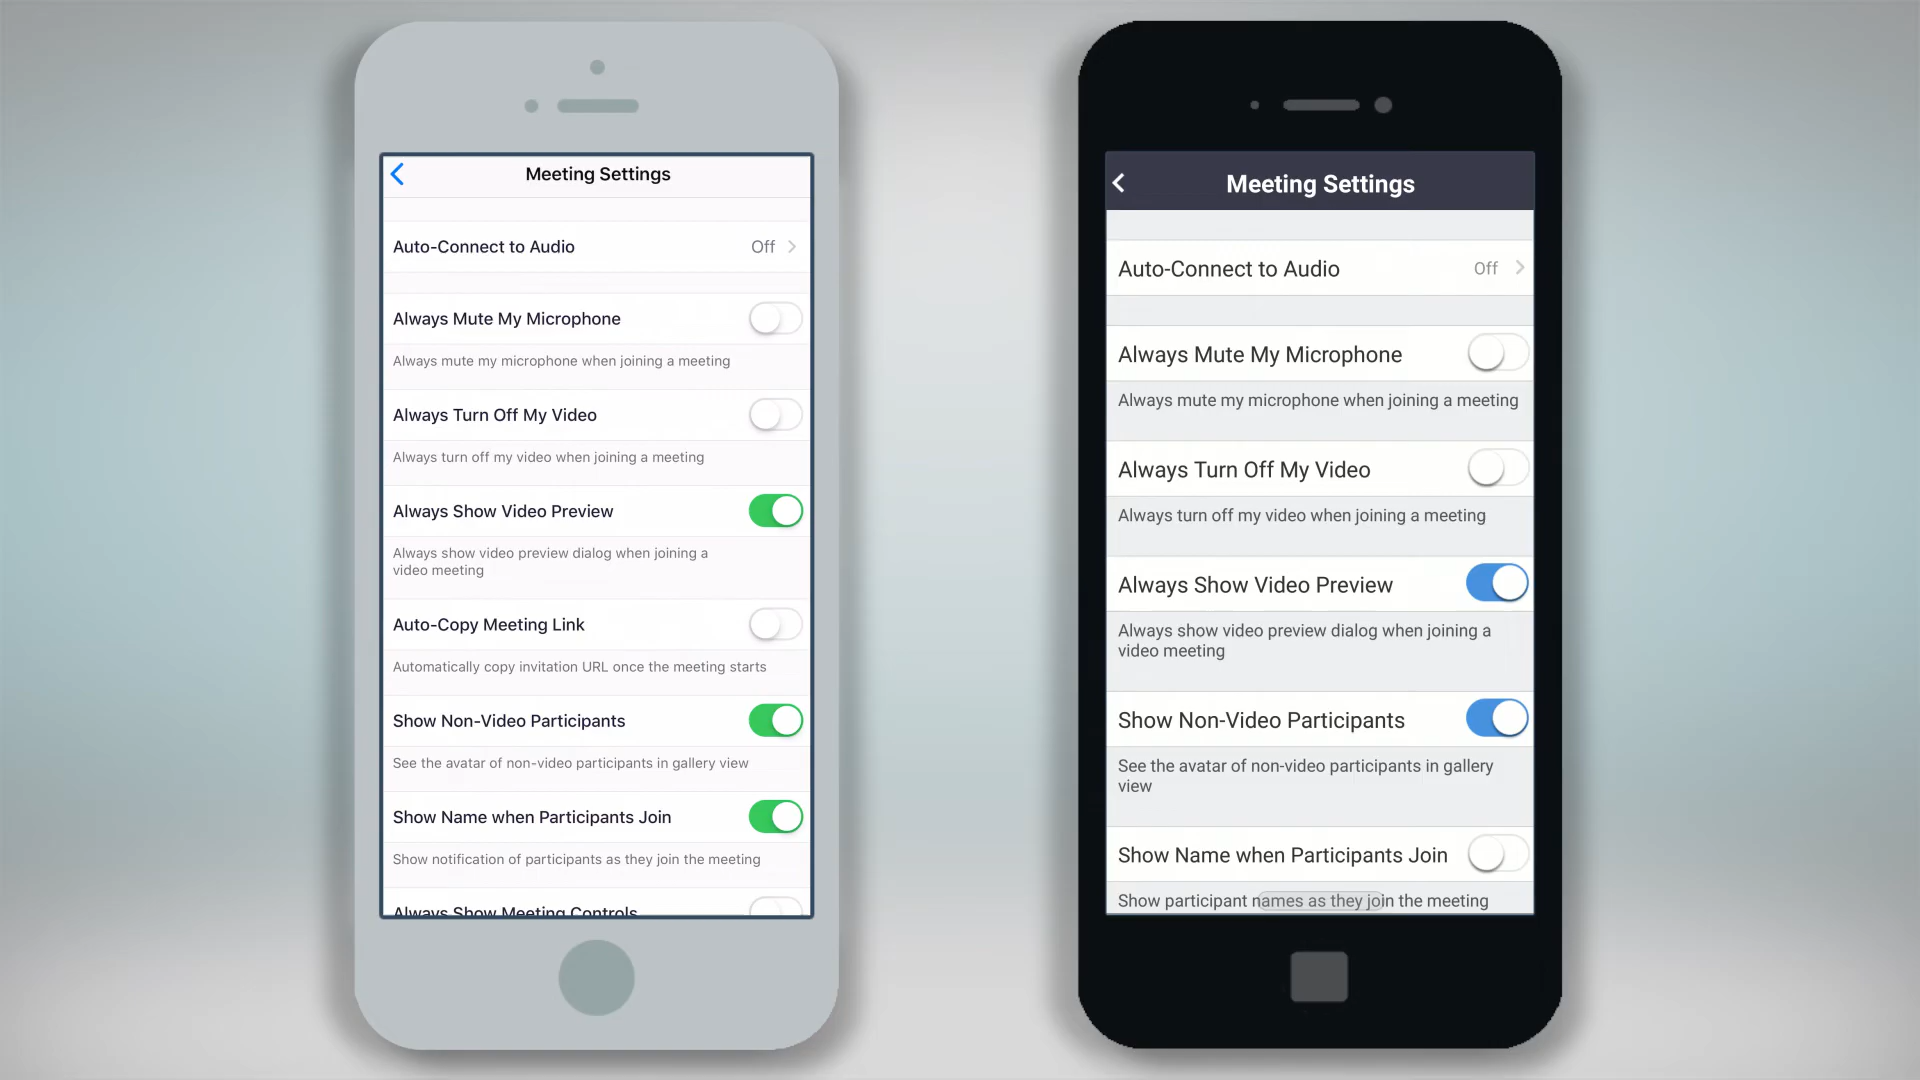 Meeting Settings
Auto-Connect to Audio Off
Always Mute My Microphone
Always mute my microphone when joining a meeting
Always Turn Off My Video
Always turn off my video when joining a meeting
Always Show Video Preview
Always show video preview dialog when joining a
video meeting
Auto-Copy Meeting Link
Automatically copy invitation URL once the meeting starts
Show Non-Video Participants
See the avatar of non-video participants in gallery view
Show Name when Participants Join
Show notification of participants as they join the meeting
Always Show Meeting Controls
Meeting Settings
Auto-Connect to Audio Off
Always Mute My Microphone
Always mute my microphone when joining a meeting
Always Turn Off My Video
Always turn off my video when joining a meeting
Always Show Video Preview
Always show video preview dialog when joining a
video meeting
Show Non-Video Participants
See the avatar of non-video participants in gallery
view
Show Name when Participants Join
Show participant names as they join the meeting